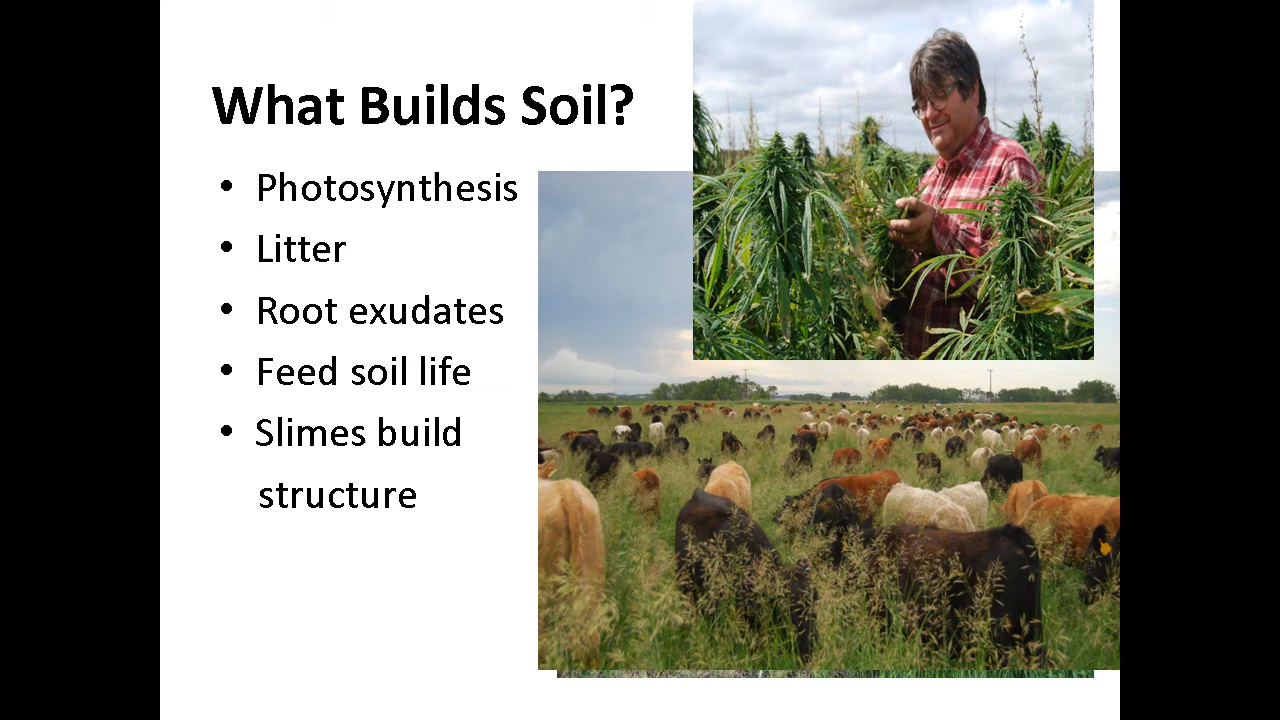 What Builds Soil?
• Photosynthesis
• Litter
• Root exudates
• Feed soil life
• Slimes build
structure